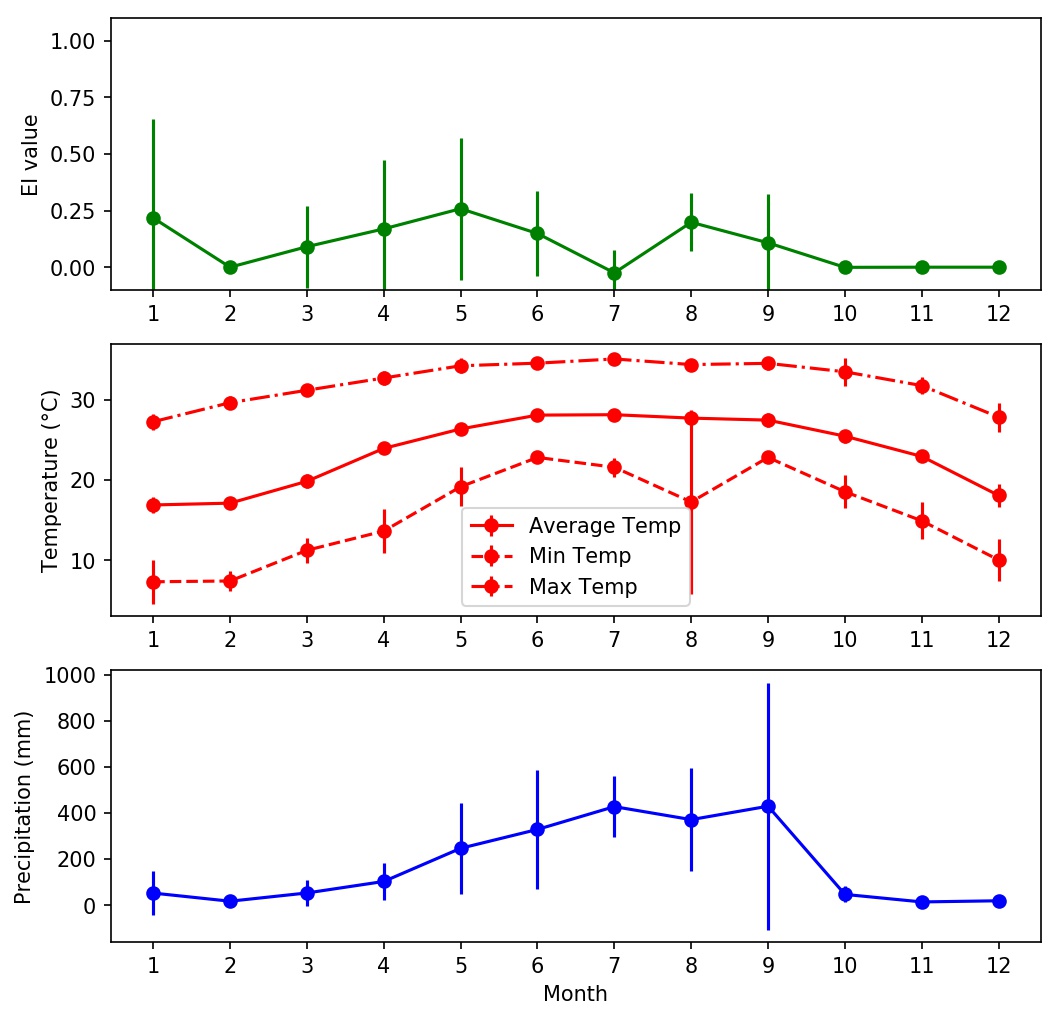 EI value
1.00
0.75
0.50
0.25
0.00
1 2 3 4 5 6 7 8 9 10 11 12
Temperature (°C)
30
20
10
Average Temp
Min Temp
Max Temp
1 2 3 4 5 6 7 8 9 10 11 12
Precipitation (mm)
1000
800
600
400
200
0
1 2 3 4 5 6 7 8 9 10 11 12
Month